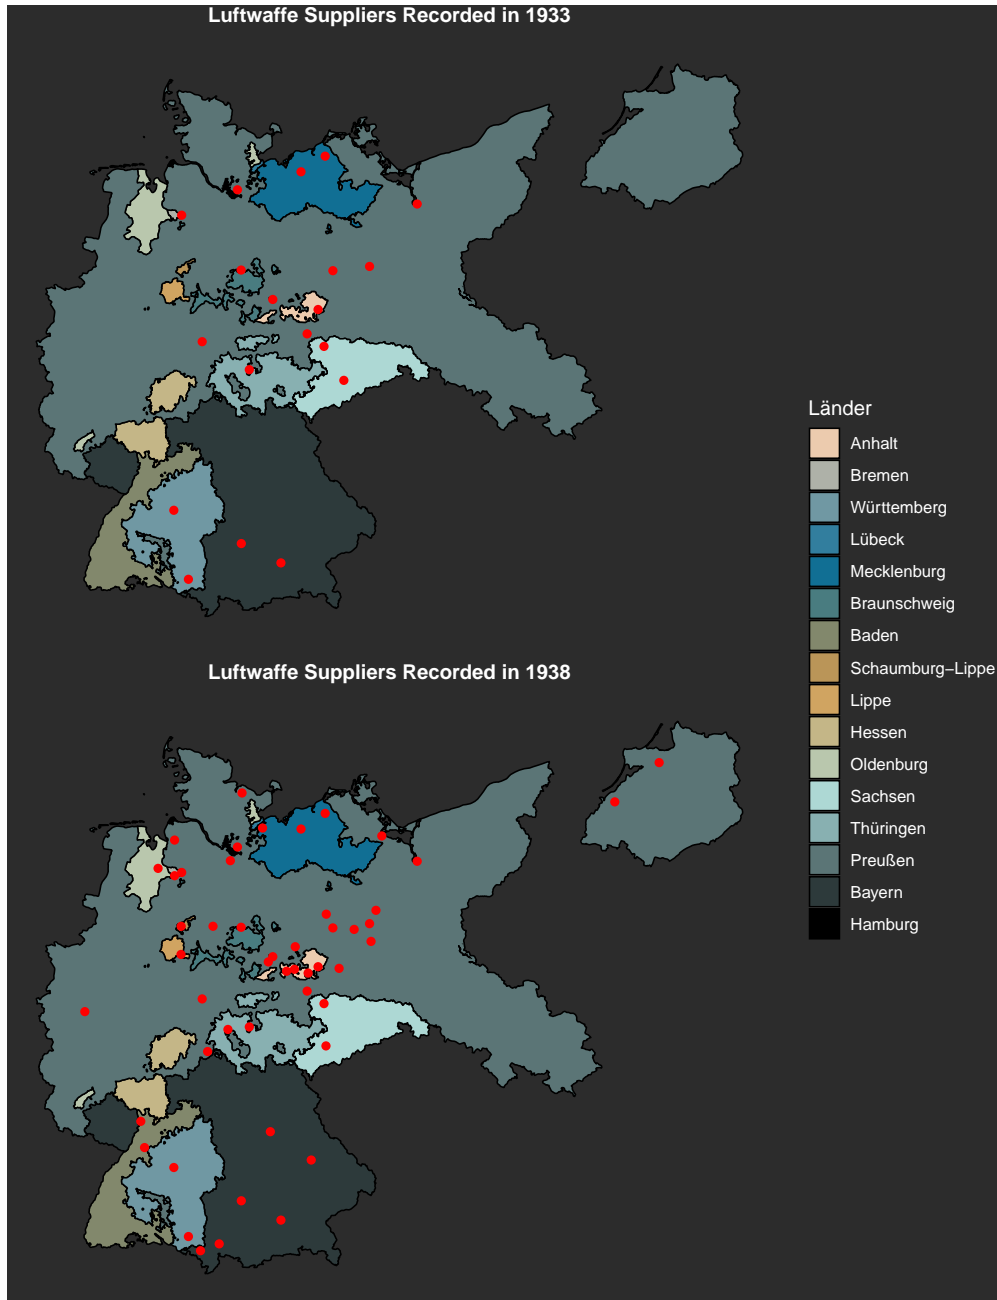 Luftwaffe Suppliers Recorded in 1933
Länder
Anhalt
Bremen
Württemberg
Lübeck
Mecklenburg
Braunschweig
Baden
Schaumburg−Lippe
Lippe
Hessen
Oldenburg
Sachsen
Thüringen
Preußen
Bayern
Hamburg
Luftwaffe Suppliers Recorded in 1938